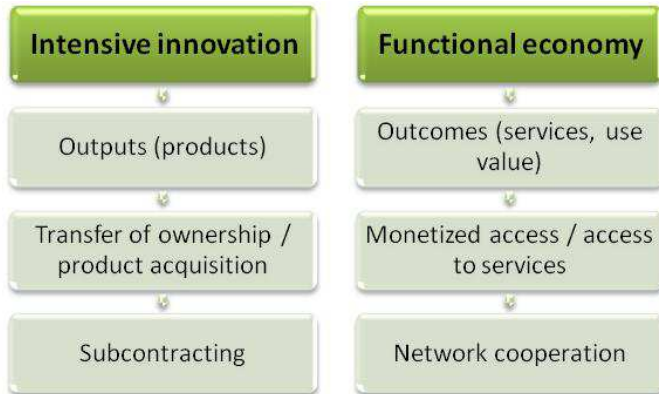 Intensive innovation
Outputs (products)
Transfer of ownership /
product acquisition
Subcontracting
Functional economy
Outcomes (services, use
value)
Monetized access / access
to services
Network cooperation